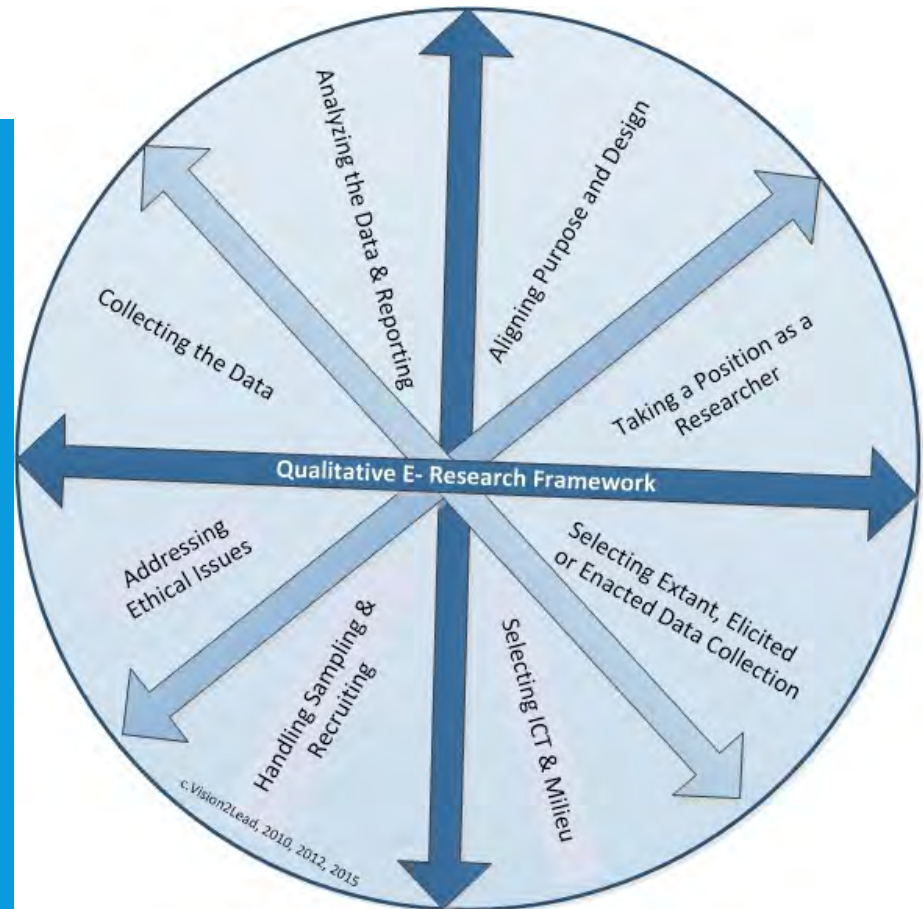 Analyzing the Data & Reporting
Aligning Purpose and Design
Taking a Position as a
Researcher
Collecting the Data
Qualitative E- Research Framework
Selecting Extant, Elicited
or Enacted Data Collection
Addressing
Ethical Issues
Handling Sampling &
Recruiting
Selecting ICT & Milieu
c.Vision2Lead, 2010, 2012, 2015